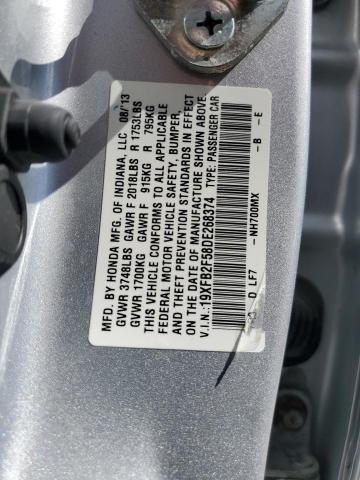 MFD. BY HONDA MFG. OF INDIANA, LLC 08/13
GVWR 3748LBS GAWR F 2018LBS R 1753LBS
GVWR 1700KG GAWR F 915KG R 795KG
THIS VEHICLE CONFORMS TO ALL APPLICABLE
FEDERAL MOTOR VEHICLE SAFETY, BUMPER,
AND THEFT PREVENTION STANDARDS IN EFFECT
ON THE DATE OF MANUFACTURE SHOWN ABOVE.
V.I.N.:19XFB2F58DE268374 TYPE: PASSENGER CAR
D LF7 -NH700MX -B -E